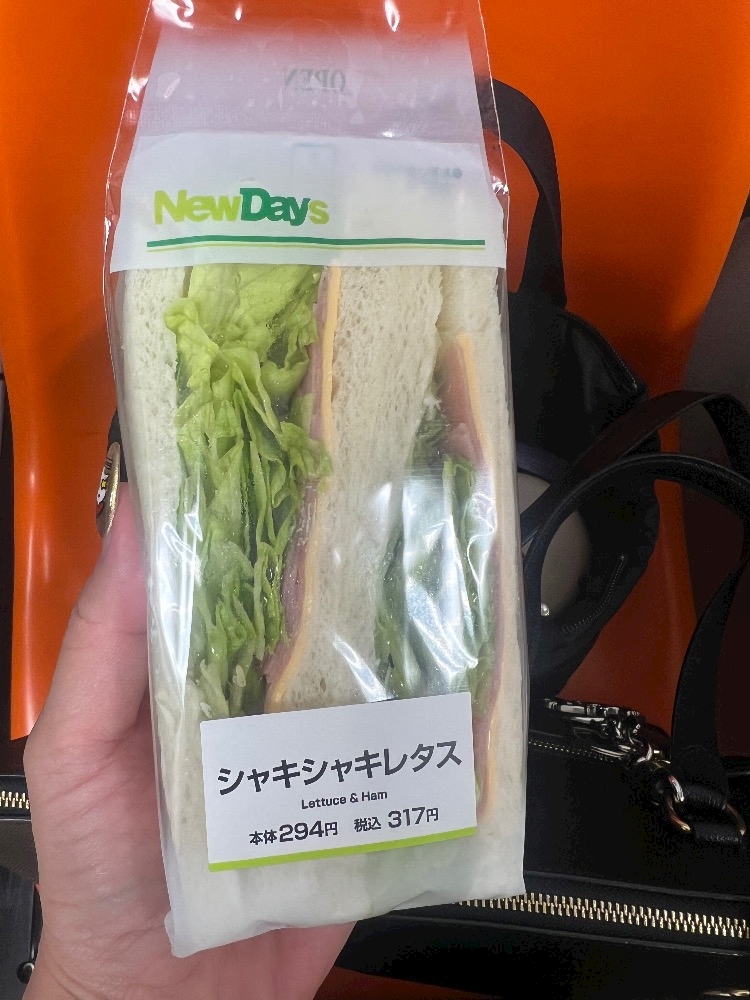 OPEN
NewDays
シャキシャキレタス
Lettuce & Ham
本体294円 税込 317円